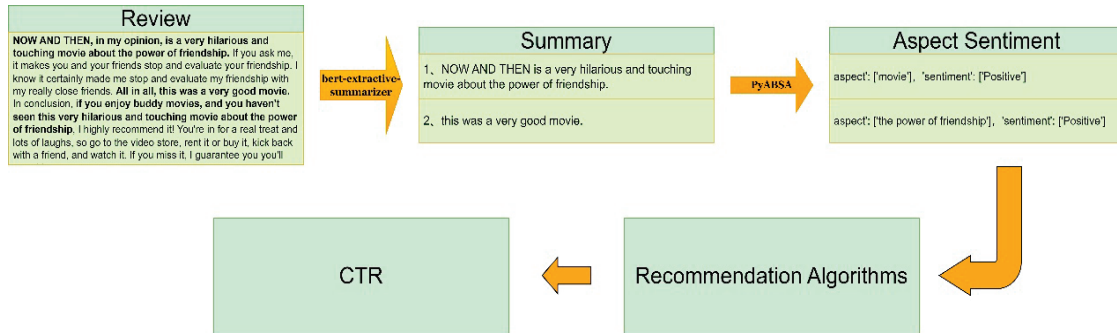 Review
NOW AND THEN, in my opinion, is a very hilarious and
touching movie about the power of friendship. If you ask me,
it makes you and your friends stop and evaluate your friendship. I
know it certainly made me stop and evaluate my friendship with
my really close friends. All in all, this was a very good movie.
In conclusion, if you enjoy buddy movies, and you haven't
seen this very hilarious and touching movie about the power
of friendship, I highly recommend it! You're in for a real treat and
lots of laughs, so go to the video store, rent it or buy it, kick back
with a friend, and watch it. If you miss it, I guarantee you you'll
bert-extractive-
summarizer
Summary
1、NOW AND THEN is a very hilarious and touching
movie about the power of friendship.
2、this was a very good movie.
PyABSA
Aspect Sentiment
aspect': ['movie'], 'sentiment': ['Positive']
aspect': ['the power of friendship'], 'sentiment': ['Positive']
CTR
Recommendation Algorithms